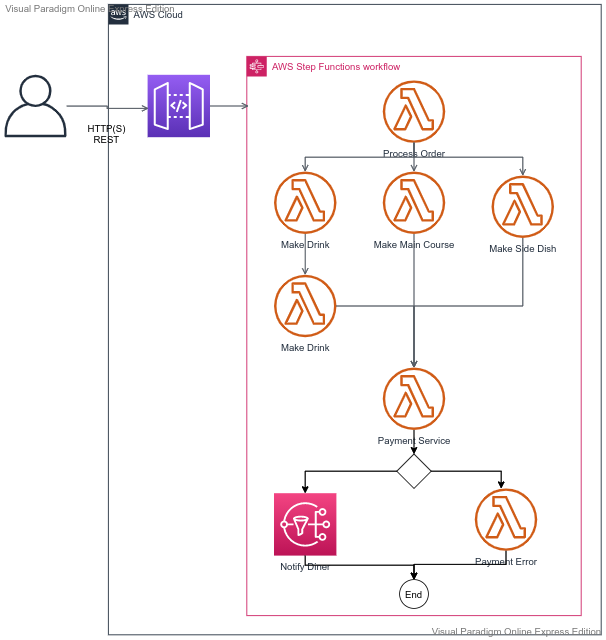 Visual Paradigm Online Express Edition
aws
AWS Cloud
AWS Step Functions workflow
HTTP(S)
REST
Process Order
Make Drink
Make Main Course
Make Side Dish
Make Drink
Payment Service
Notify Diner
Payment Error
End
Visual Paradigm Online Express Edition